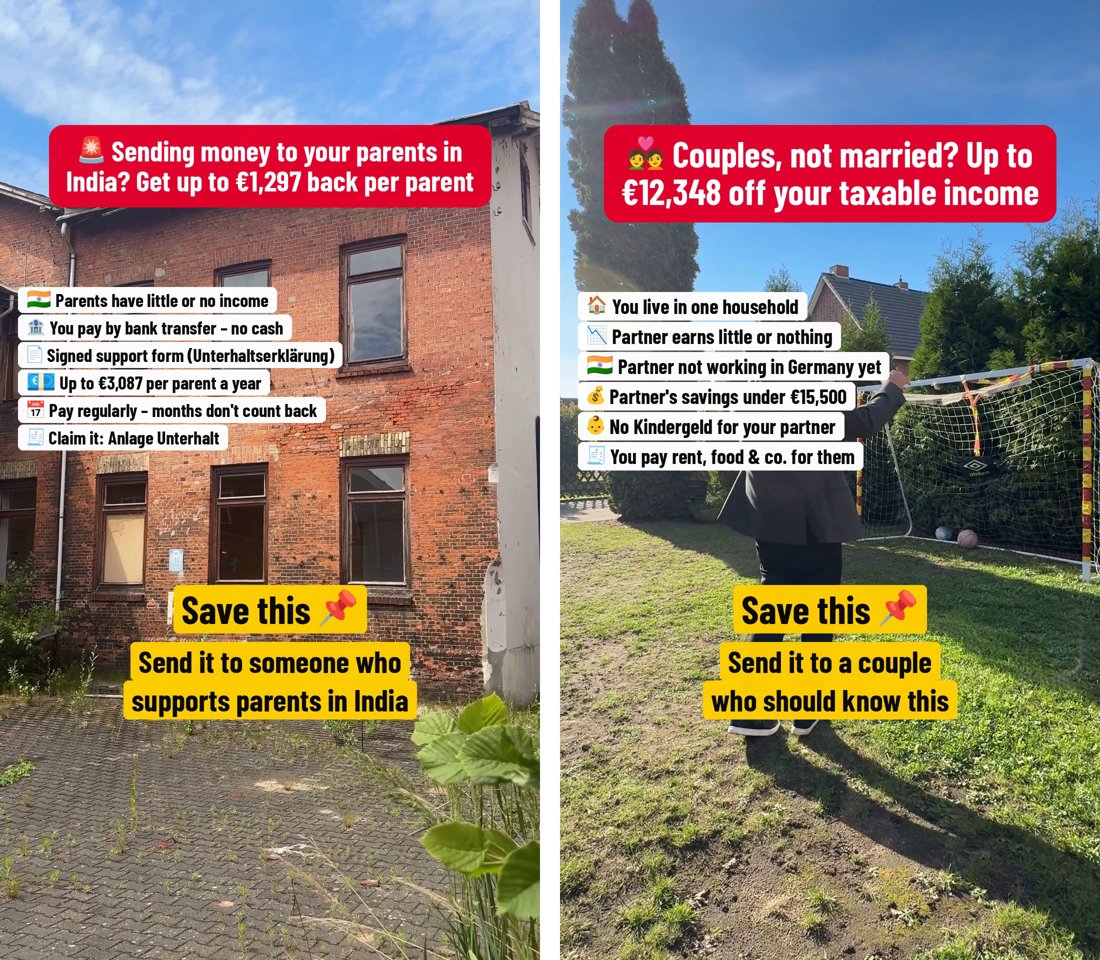 🚨 Sending money to your parents in
India? Get up to €1,297 back per parent
🇮🇳 Parents have little or no income
🏦 You pay by bank transfer – no cash
📄 Signed support form (Unterhaltserklärung)
💶 Up to €3,087 per parent a year
📅 Pay regularly – months don't count back
🧾 Claim it: Anlage Unterhalt
Save this 📌
Send it to someone who
supports parents in India
💑 Couples, not married? Up to
€12,348 off your taxable income
🏠 You live in one household
📉 Partner earns little or nothing
🇮🇳 Partner not working in Germany yet
💰 Partner's savings under €15,500
👶 No Kindergeld for your partner
🧾 You pay rent, food & co. for them
Save this 📌
Send it to a couple
who should know this